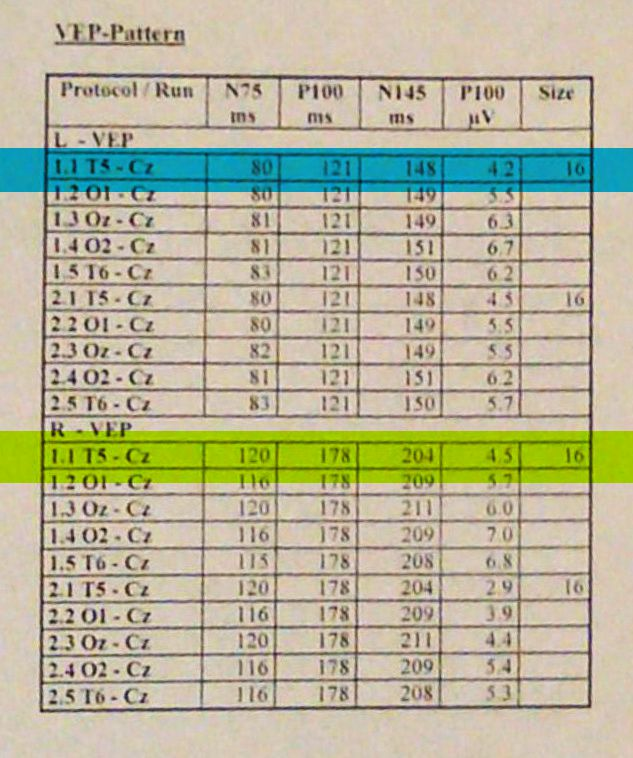 VEP-Pattern
Protocol / Run N75 ms P100 ms N145 ms P100 µV Size
L - VEP
1.1 T5 - Cz 80 121 148 4.2 16
1.2 O1 - Cz 80 121 149 5.5
1.3 Oz - Cz 81 121 149 6.3
1.4 O2 - Cz 81 121 151 6.7
1.5 T6 - Cz 83 121 150 6.2
2.1 T5 - Cz 80 121 148 4.5 16
2.2 O1 - Cz 80 121 149 5.5
2.3 Oz - Cz 82 121 149 5.5
2.4 O2 - Cz 81 121 151 6.2
2.5 T6 - Cz 83 121 150 5.7
R - VEP
1.1 T5 - Cz 120 178 204 4.5 16
1.2 O1 - Cz 116 178 209 5.7
1.3 Oz - Cz 120 178 211 6.0
1.4 O2 - Cz 116 178 209 7.0
1.5 T6 - Cz 115 178 208 6.8
2.1 T5 - Cz 120 178 204 2.9 16
2.2 O1 - Cz 116 178 209 3.9
2.3 Oz - Cz 120 178 211 4.4
2.4 O2 - Cz 116 178 209 5.4
2.5 T6 - Cz 116 178 208 5.3